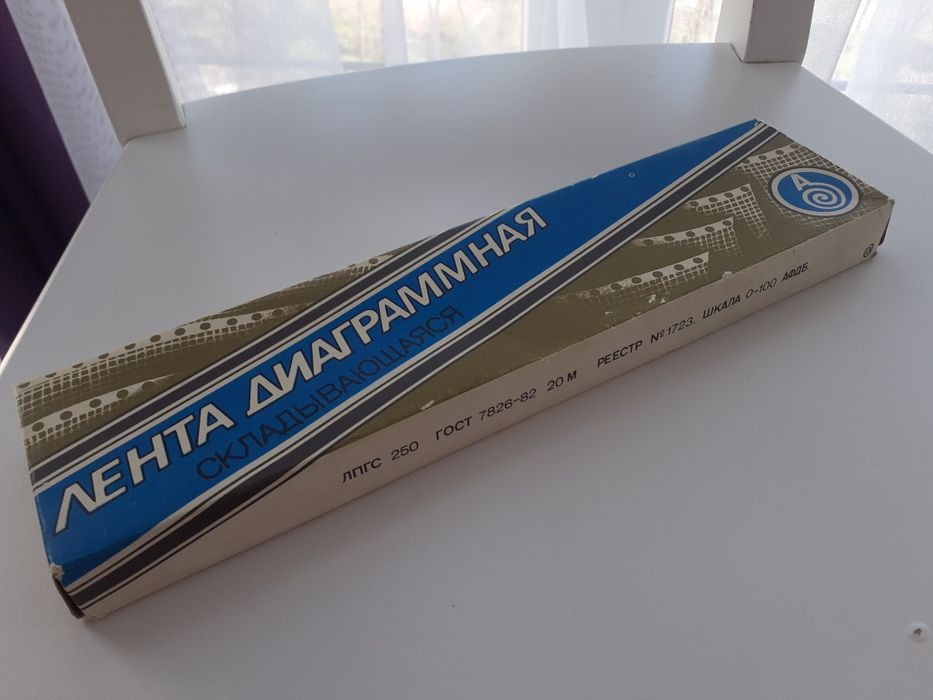 ЛЕНТА ДИАГРАММНАЯ
СКЛАДЫВАЮЩАЯСЯ
А
ЛПГС 250 ГОСТ 7826-82 20 М РЕЕСТР №1723. ШКАЛА 0-100 АФДБ.